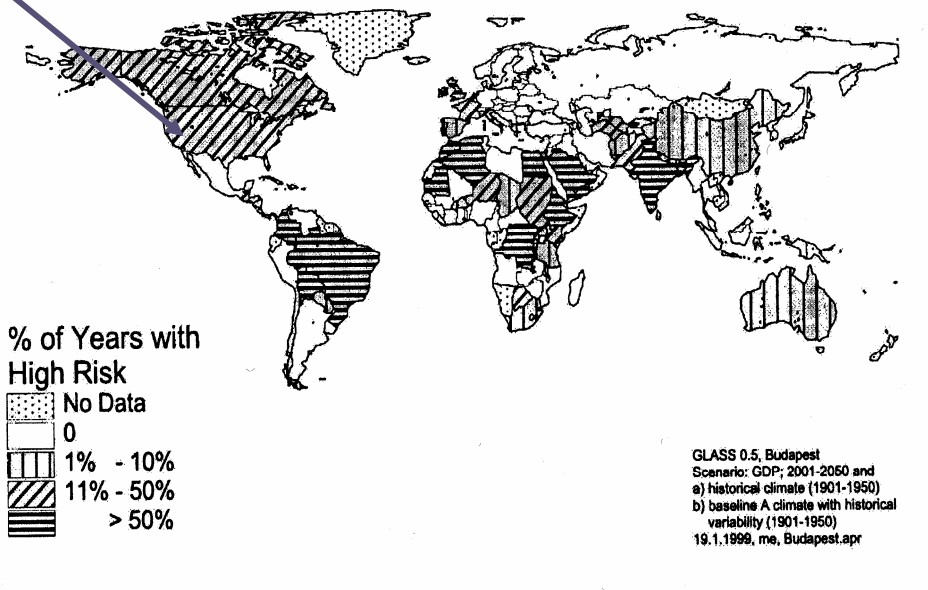 % of Years with
High Risk
No Data
0
1% - 10%
11% - 50%
> 50%
GLASS 0.5, Budapest
Scenario: GDP; 2001-2050 and
a) historical climate (1901-1950)
b) baseline A climate with historical
variability (1901-1950)
19.1.1999, me, Budapest.apr